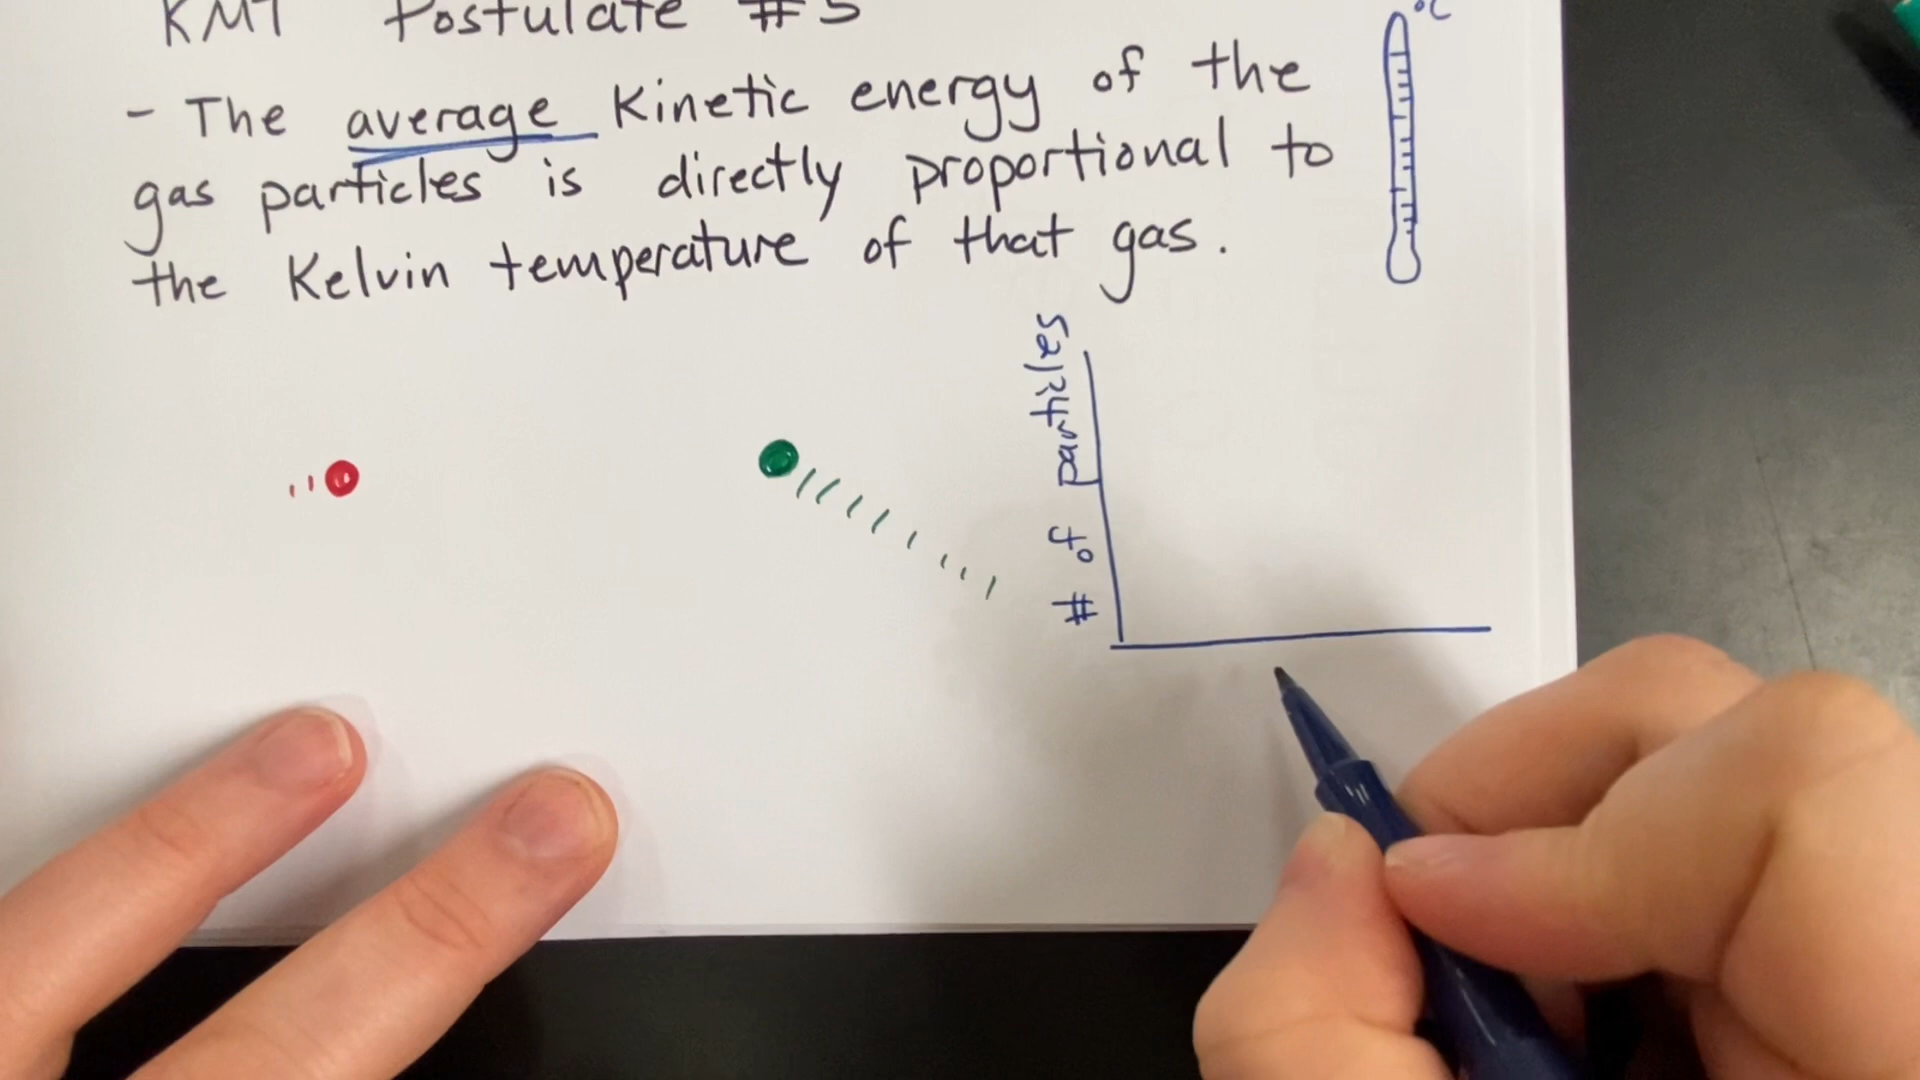 KMT Postulate #5
°C
- The average Kinetic energy of the
gas particles is directly proportional to
the Kelvin temperature of that gas.
# of particles